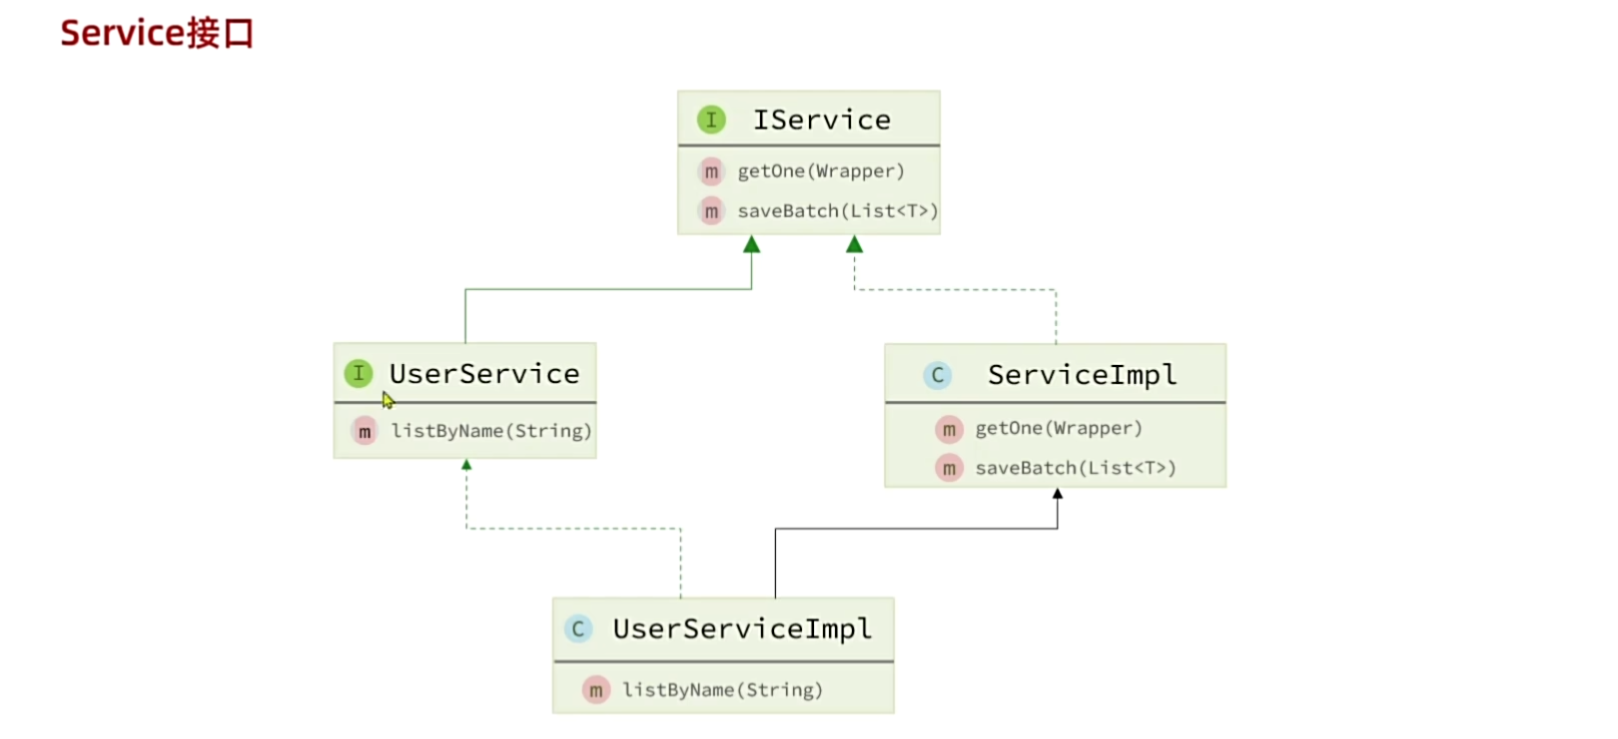 Service接口
I IService
m getOne(Wrapper)
m saveBatch(List<T>)
I UserService
m listByName(String)
C ServiceImpl
m getOne(Wrapper)
m saveBatch(List<T>)
C UserServiceImpl
m listByName(String)